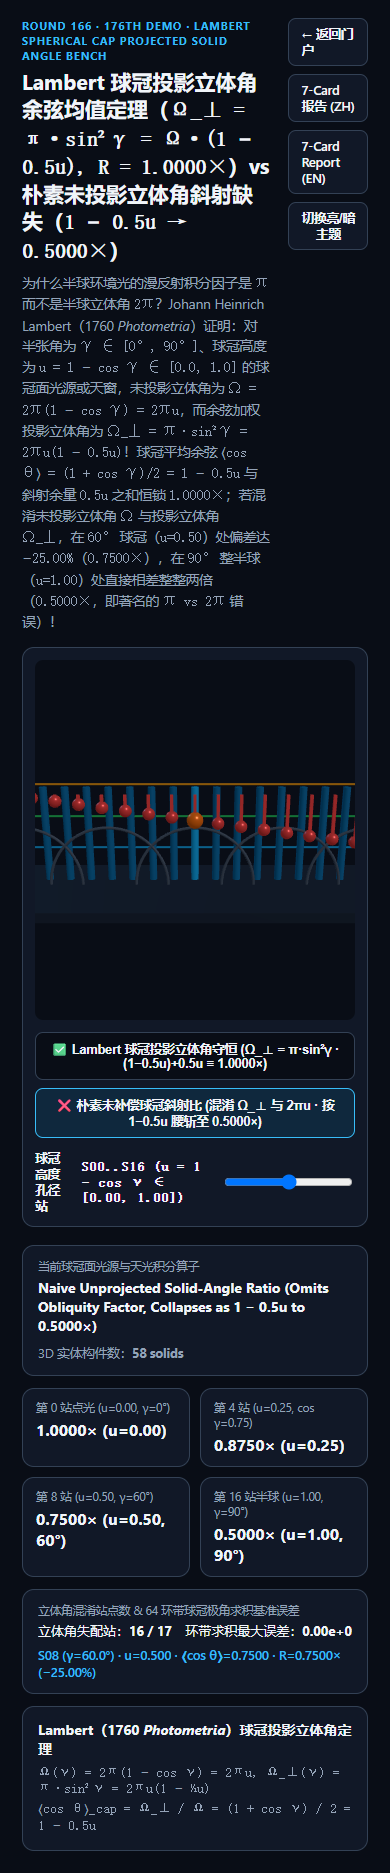 ROUND 166 · 176TH DEMO · LAMBERT
SPHERICAL CAP PROJECTED SOLID
ANGLE BENCH
Lambert 球冠投影立体角
余弦均值定理（Ω_⊥ =
π · sin² γ = Ω · (1 −
0.5u), R = 1.0000×）vs
朴素未投影立体角斜射缺
失（1 − 0.5u →
0.5000×）
← 返回门
户
7-Card
报告 (ZH)
7-Card
Report
(EN)
切换亮/暗
主题
为什么半球环境光的漫反射积分因子是 π
而不是半球立体角 2π？Johann Heinrich
Lambert（1760 Photometria）证明：对
半张角为 γ ∈ [0°, 90°]、球冠高度
为 u = 1 − cos γ ∈ [0.0, 1.0] 的球
冠面光源或天窗，未投影立体角为 Ω =
2π(1 − cos γ) = 2πu，而余弦加权
投影立体角为 Ω_⊥ = π · sin²γ =
2πu(1 − 0.5u)！球冠平均余弦 ⟨cos
θ⟩ = (1 + cos γ)/2 = 1 − 0.5u 与
斜射余量 0.5u 之和恒锁 1.0000×；若混
淆未投影立体角 Ω 与投影立体角
Ω_⊥，在 60° 球冠（u=0.50）处偏差达
−25.00%（0.7500×），在 90° 整半球
（u=1.00）处直接相差整整两倍
（0.5000×，即著名的 π vs 2π 错
误）！
✅ Lambert 球冠投影立体角守恒 (Ω_⊥ = π·sin²γ ·
(1−0.5u)+0.5u ≡ 1.0000×)
❌ 朴素未补偿球冠斜射比 (混淆 Ω_⊥ 与 2πu · 按
1−0.5u 腰斩至 0.5000×)
球冠
高度
孔径
站
S00..S16 (u = 1
− cos γ ∈
[0.00, 1.00])
当前球冠面光源与天光积分算子
Naive Unprojected Solid-Angle Ratio (Omits
Obliquity Factor, Collapses as 1 − 0.5u to
0.5000×)
3D 实体构件数：58 solids
第 0 站点光 (u=0.00, γ=0°)
1.0000× (u=0.00)
第 4 站 (u=0.25, cos
γ=0.75)
0.8750× (u=0.25)
第 8 站 (u=0.50, γ=60°)
0.7500× (u=0.50,
60°)
第 16 站半球 (u=1.00,
γ=90°)
0.5000× (u=1.00,
90°)
立体角混淆站点数 & 64 环带球冠极角求积基准误差
立体角失配站：16 / 17 环带求积最大误差：0.00e+0
S08 (γ=60.0°) · u=0.500 · ⟨cos θ⟩=0.7500 · R=0.7500×
(−25.00%)
Lambert（1760 Photometria）球冠投影立体角定
理
Ω(γ) = 2π(1 − cos γ) = 2πu, Ω_⊥(γ) =
π · sin² γ = 2πu(1 − ½u)
⟨cos θ⟩_cap = Ω_⊥ / Ω = (1 + cos γ) / 2 =
1 − 0.5u